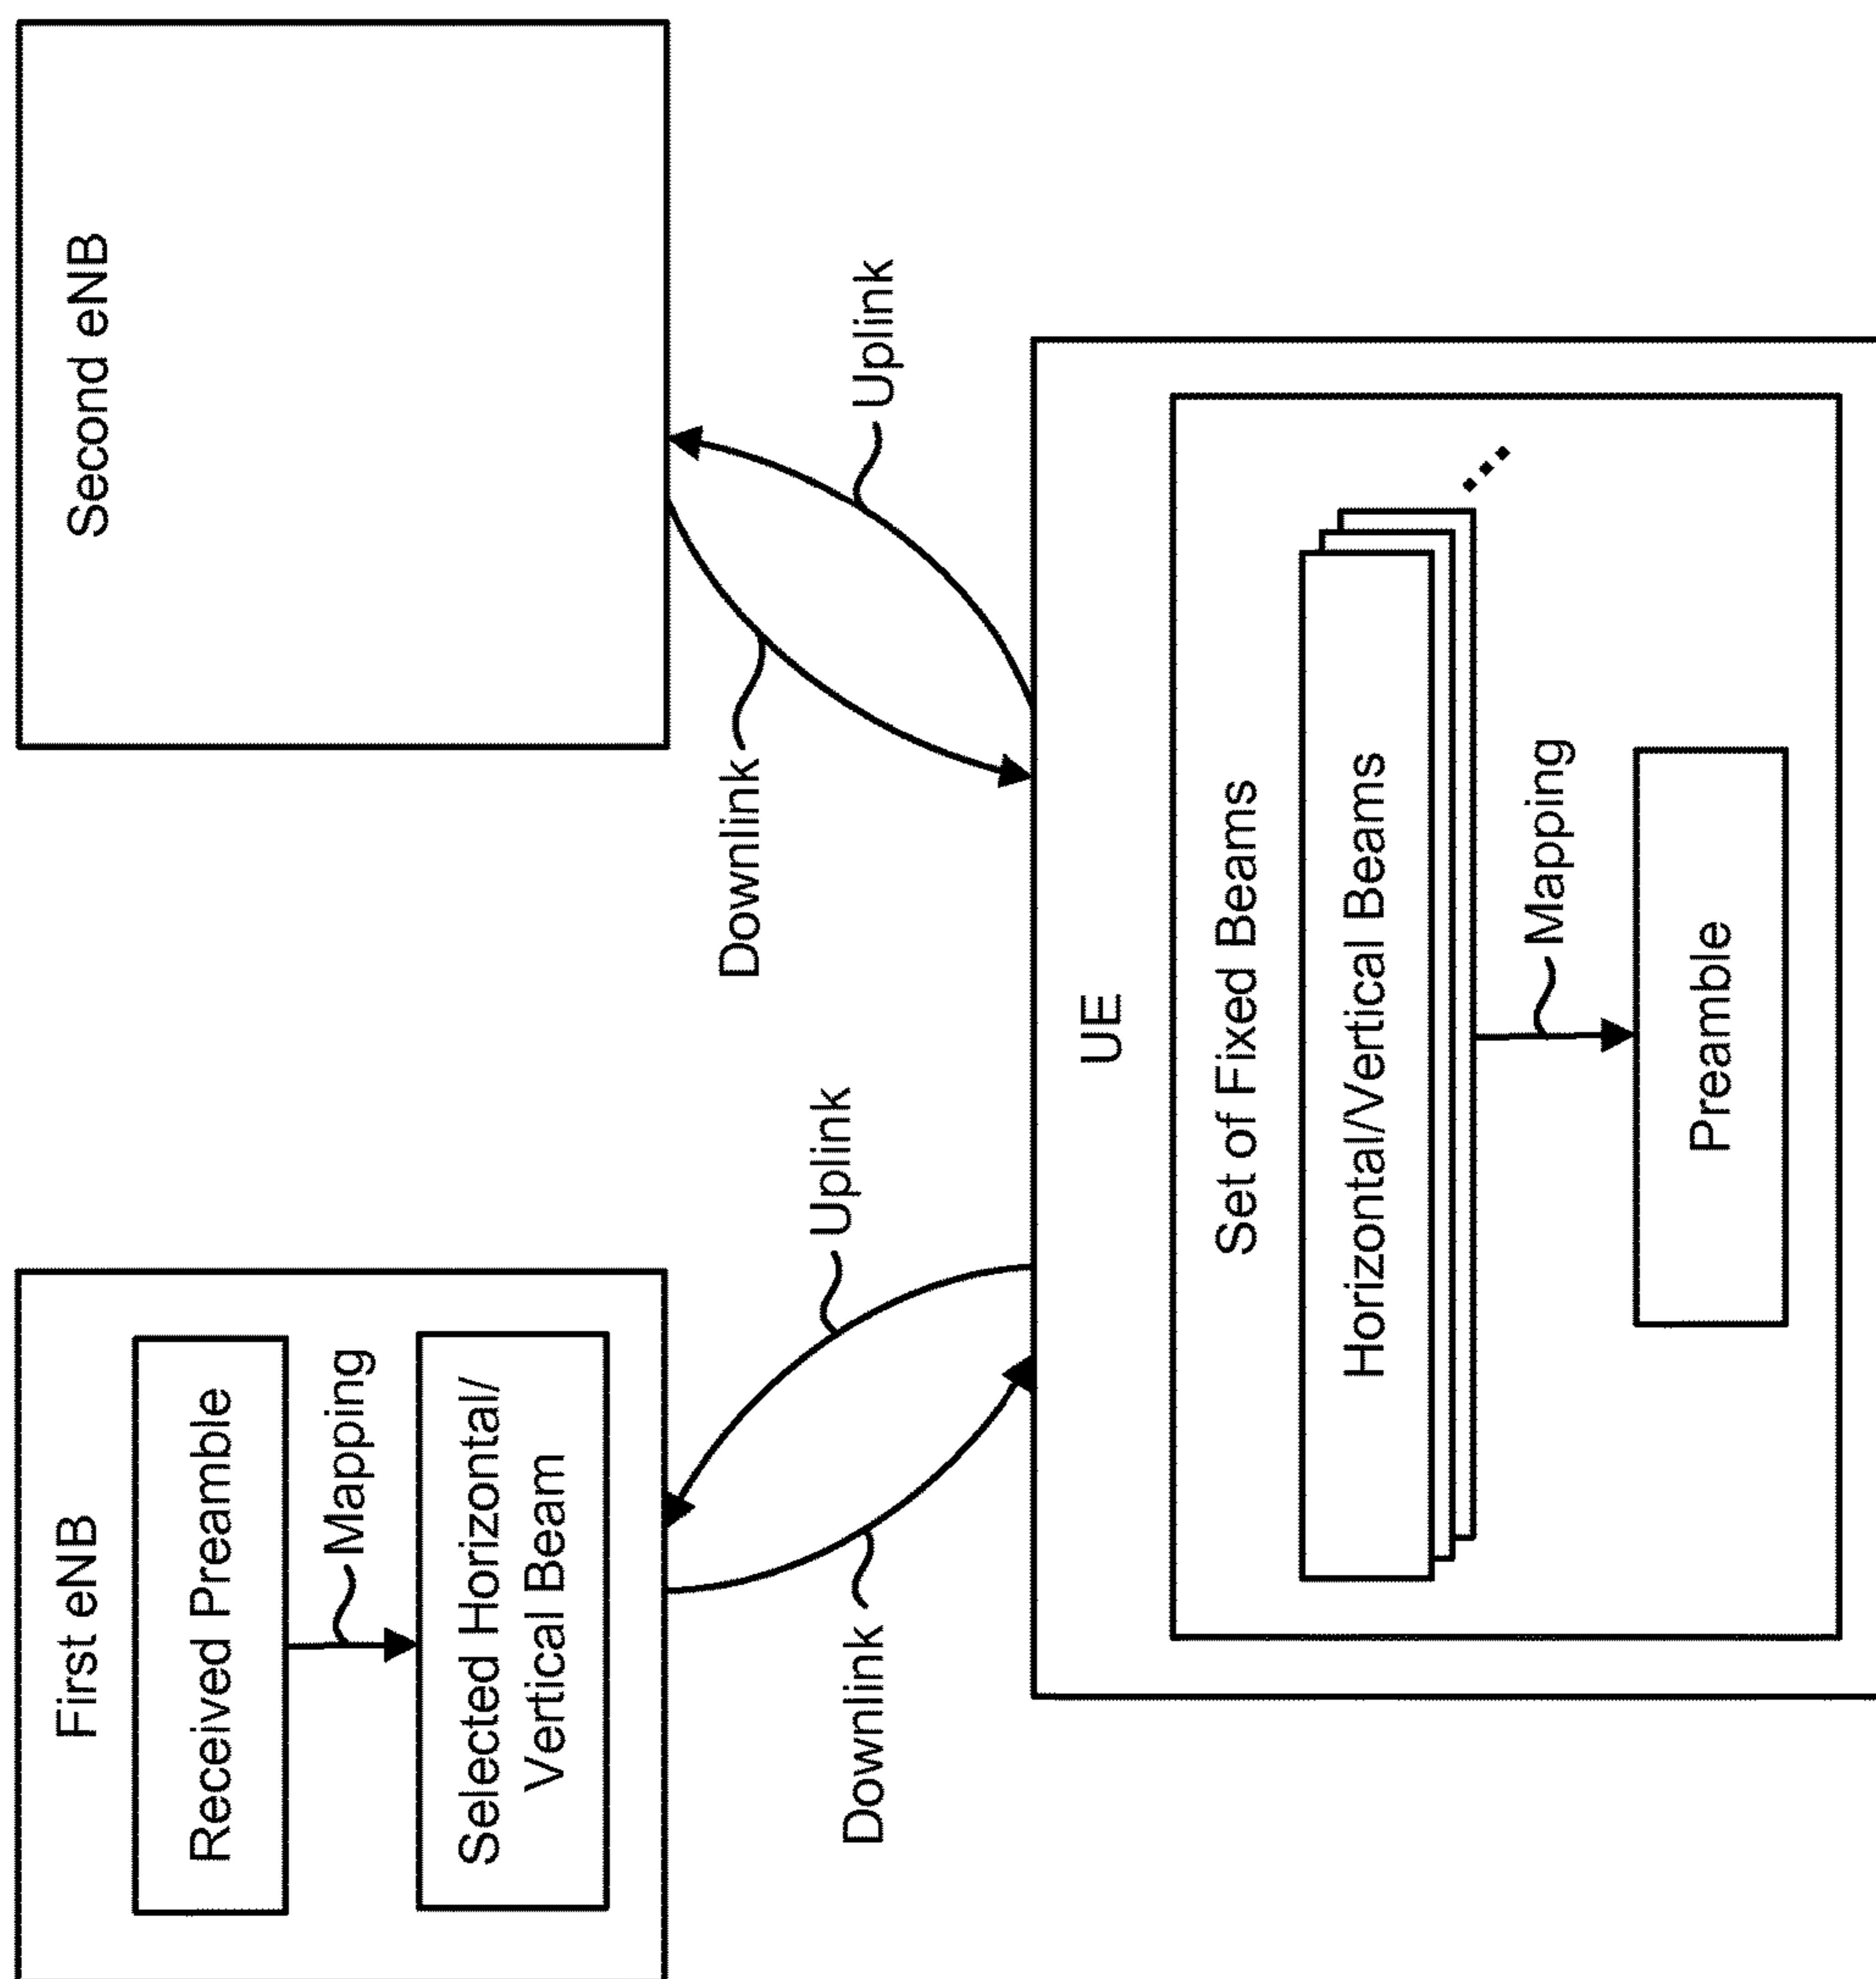 First eNB
Received Preamble
Mapping
Selected Horizontal/
Vertical Beam
Second eNB
Downlink
Uplink
Downlink
Uplink
UE
Set of Fixed Beams
Horizontal/Vertical Beams
Mapping
Preamble